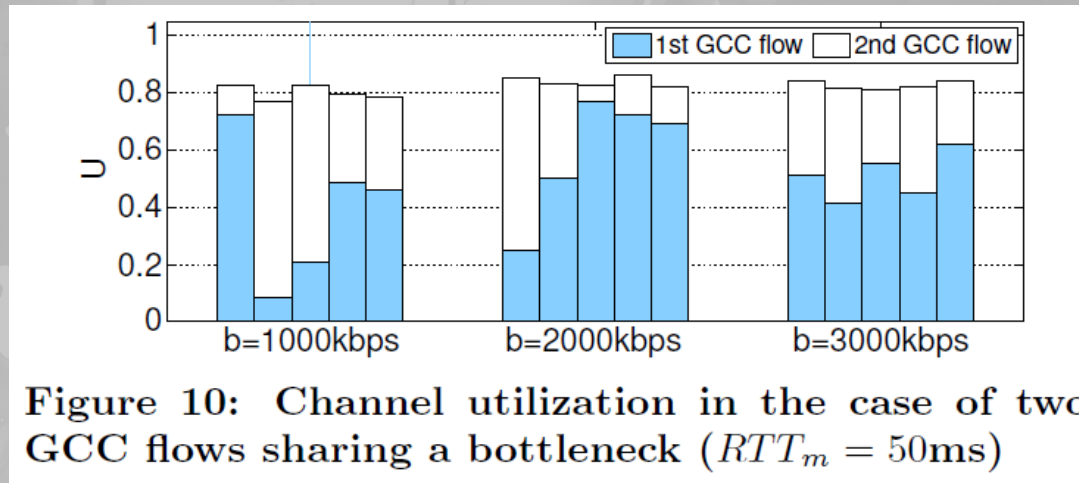 1
1st GCC flow 2nd GCC flow
0.8
0.6
U
0.4
0.2
0
b=1000kbps b=2000kbps b=3000kbps
Figure 10: Channel utilization in the case of two
GCC flows sharing a bottleneck (RTTm = 50ms)